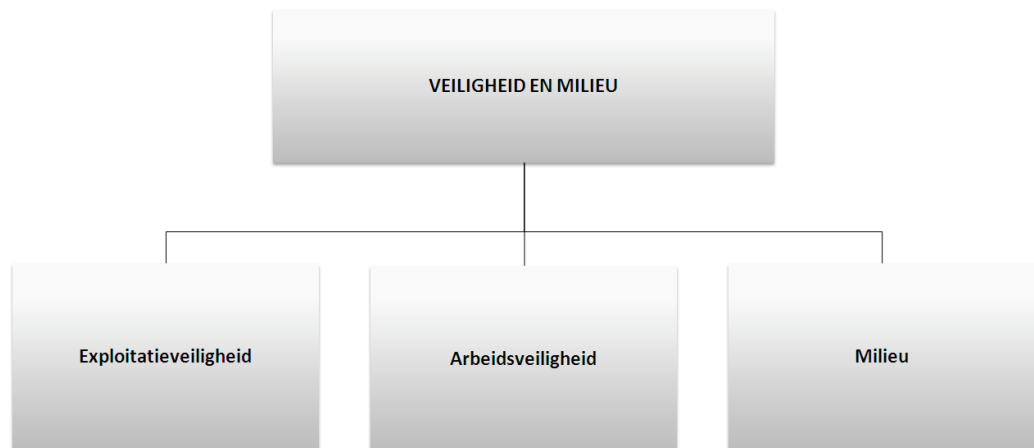 VEILIGHEID EN MILIEU
Exploitatieveiligheid
Arbeidsveiligheid
Milieu